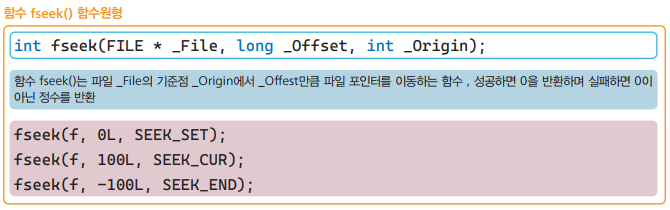 함수 fseek() 함수원형
int fseek(FILE * _File, long _Offset, int _Origin);
함수 fseek()는 파일 _File의 기준점 _Origin에서 _Offest만큼 파일 포인터를 이동하는 함수 , 성공하면 0을 반환하며 실패하면 0이
아닌 정수를 반환
fseek(f, 0L, SEEK_SET);
fseek(f, 100L, SEEK_CUR);
fseek(f, -100L, SEEK_END);